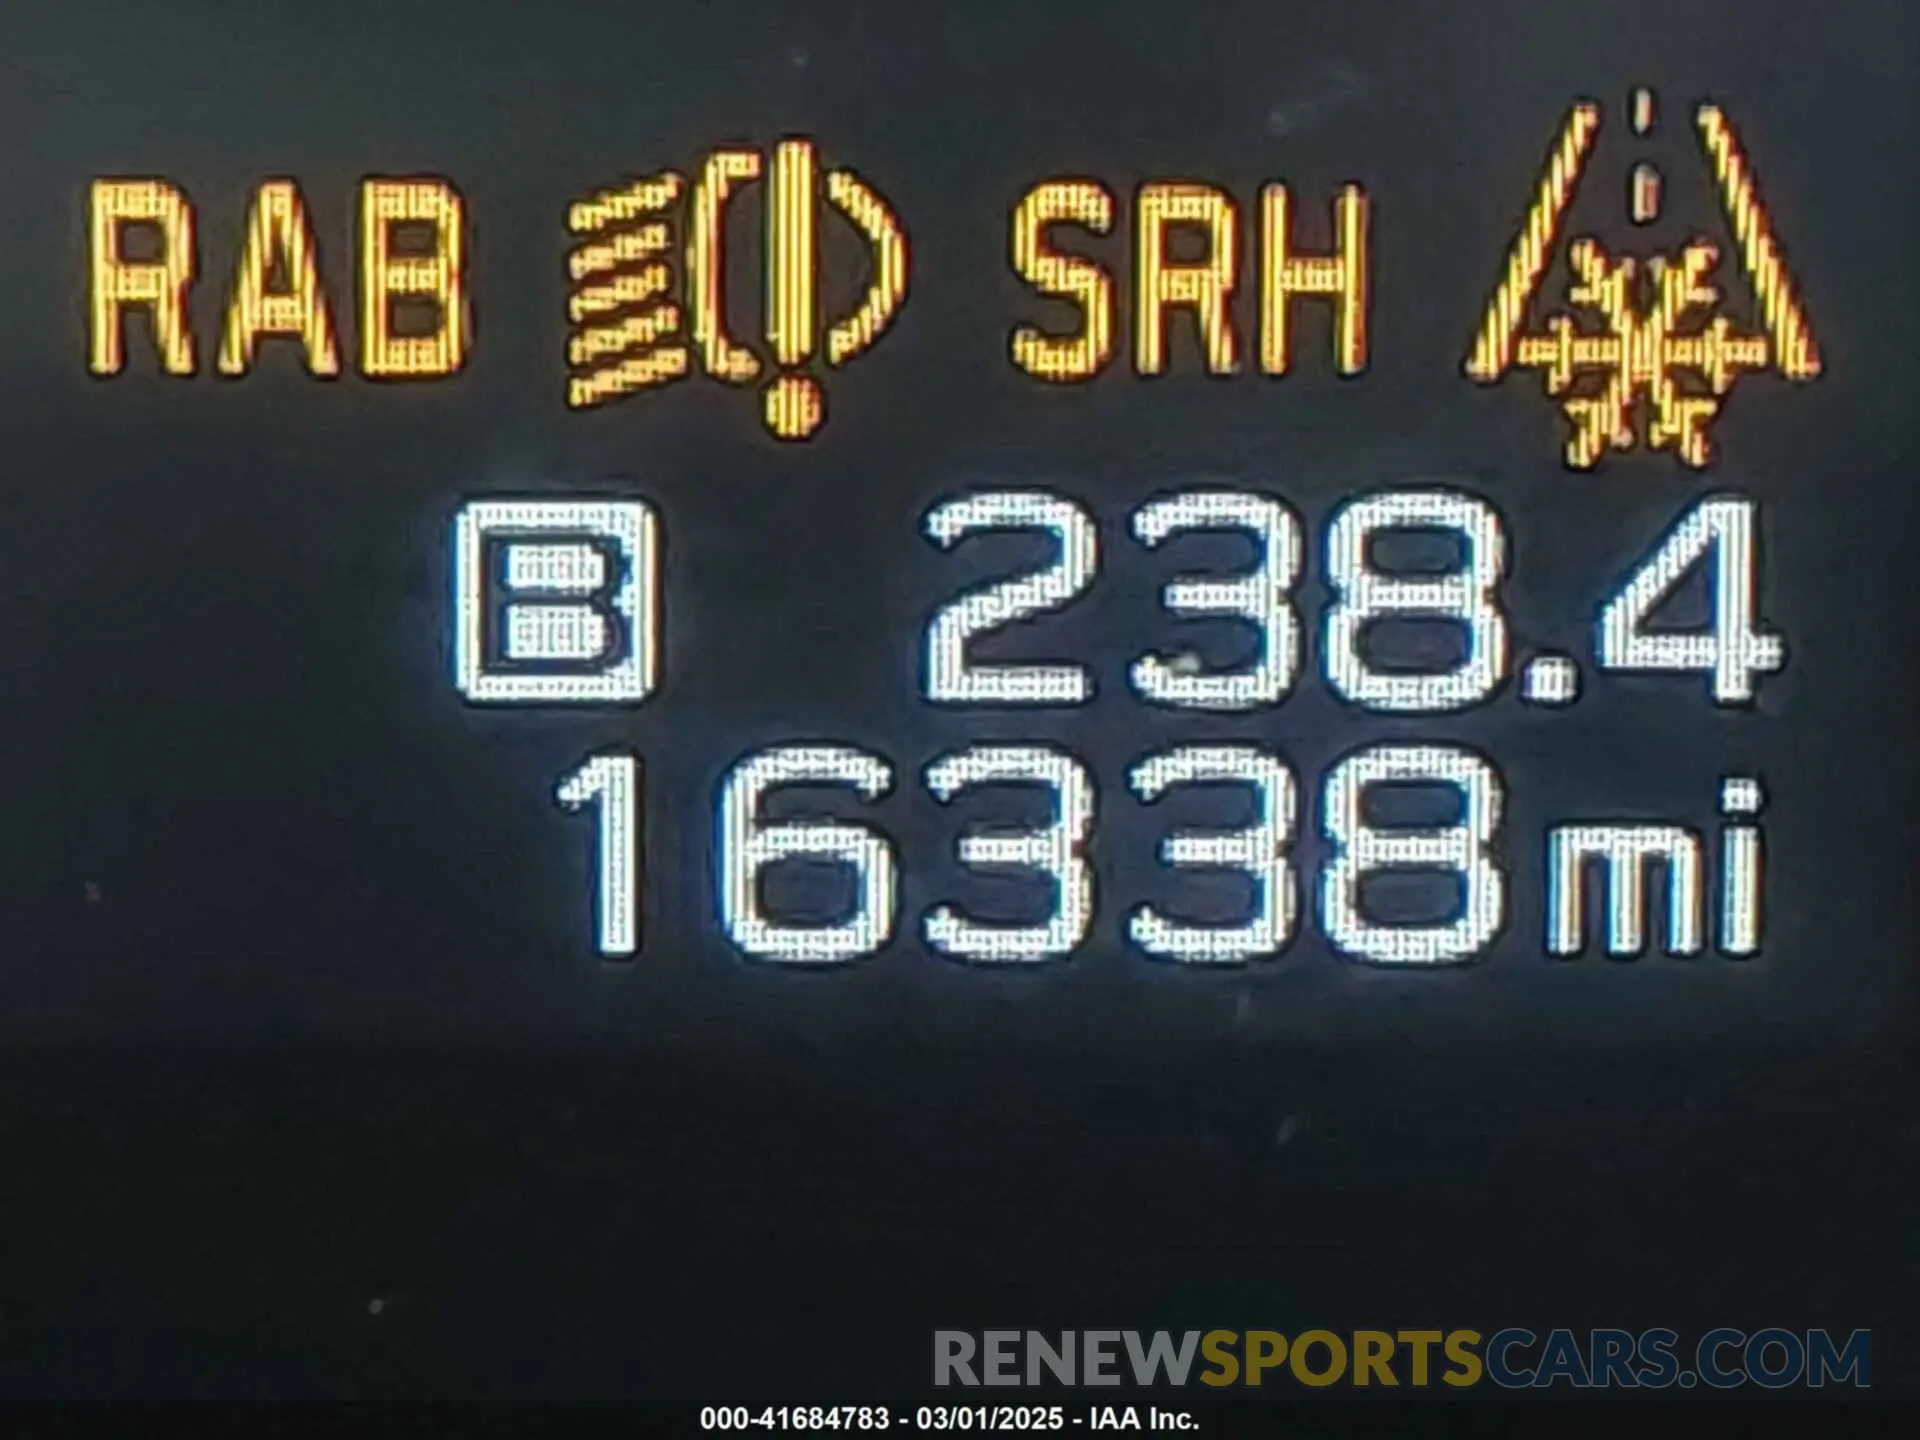 RAB SRH
B 238.4
16338mi
RENEWSPORTSCARS.COM
000-41684783 - 03/01/2025 - IAA Inc.